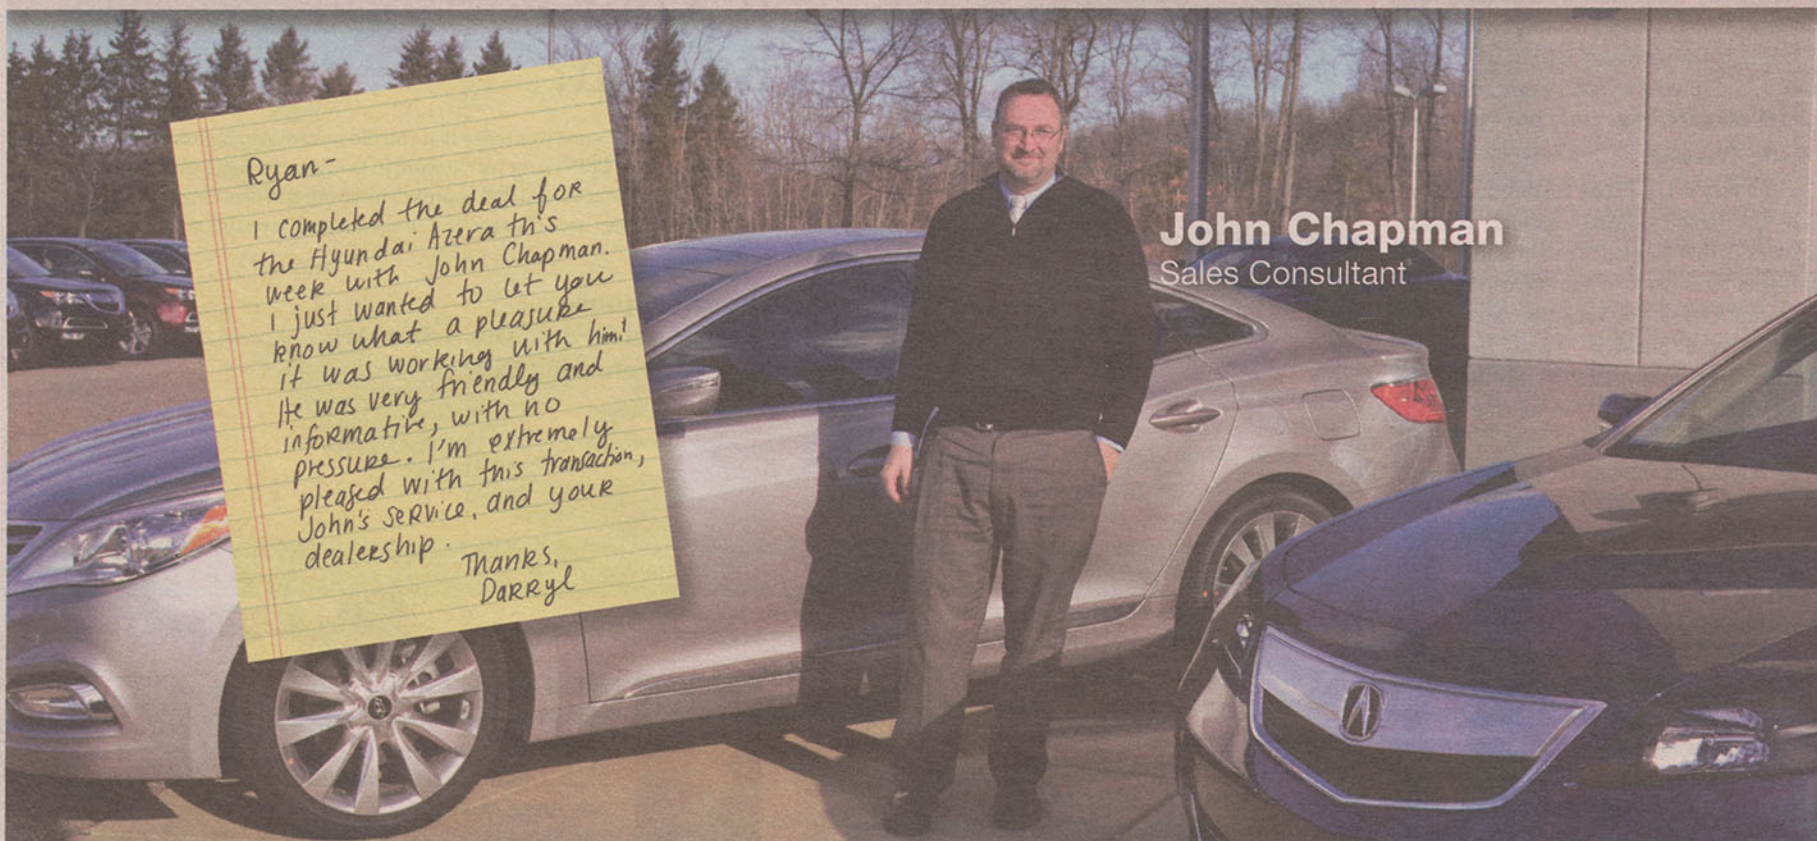 Ryan-
I completed the deal for
the Hyundai Azera this
week with John Chapman.
I just wanted to let you
know what a pleasure
it was working with him!
He was very friendly and
informative, with no
pressure. I'm extremely
pleased with this transaction,
John's service, and your
dealership.
Thanks,
Darryl
John Chapman
Sales Consultant